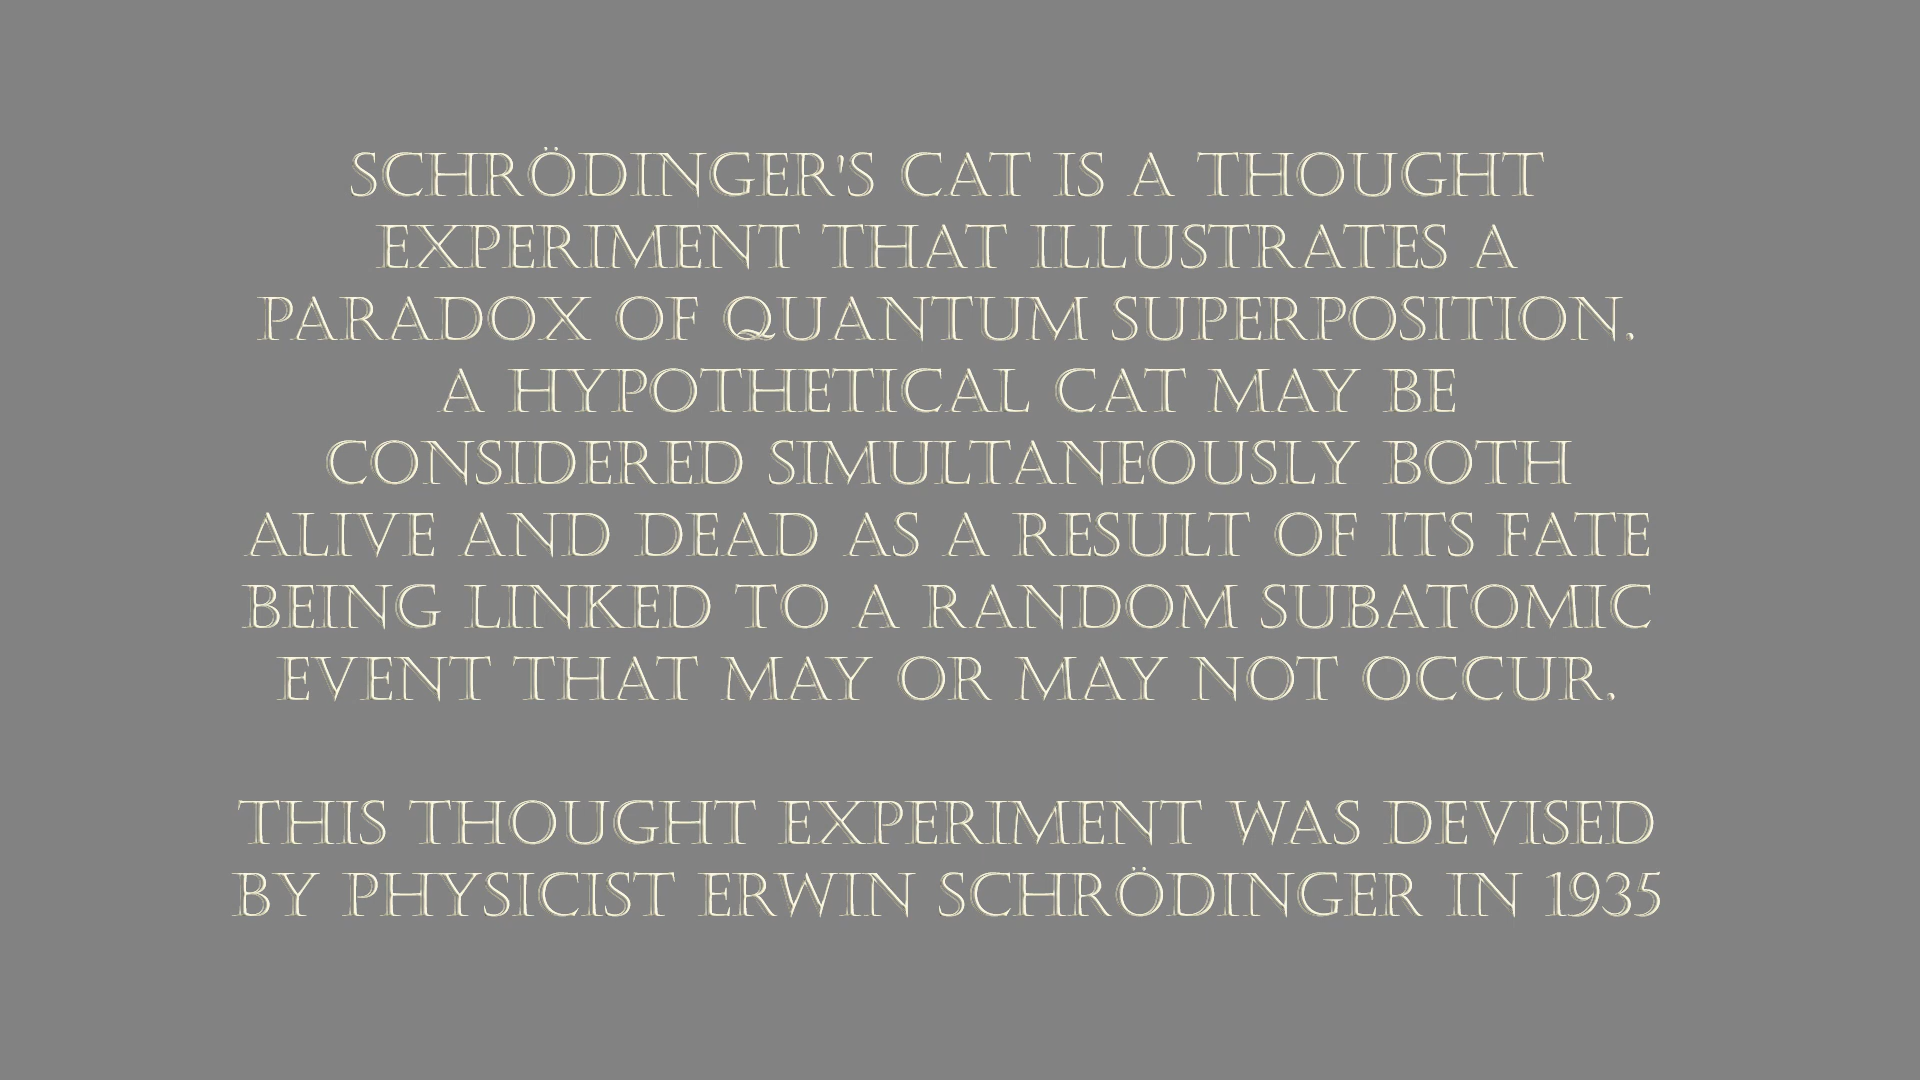 SCHRÖDINGER'S CAT IS A THOUGHT
EXPERIMENT THAT ILLUSTRATES A
PARADOX OF QUANTUM SUPERPOSITION.
A HYPOTHETICAL CAT MAY BE
CONSIDERED SIMULTANEOUSLY BOTH
ALIVE AND DEAD AS A RESULT OF ITS FATE
BEING LINKED TO A RANDOM SUBATOMIC
EVENT THAT MAY OR MAY NOT OCCUR.
THIS THOUGHT EXPERIMENT WAS DEVISED
BY PHYSICIST ERWIN SCHRÖDINGER IN 1935